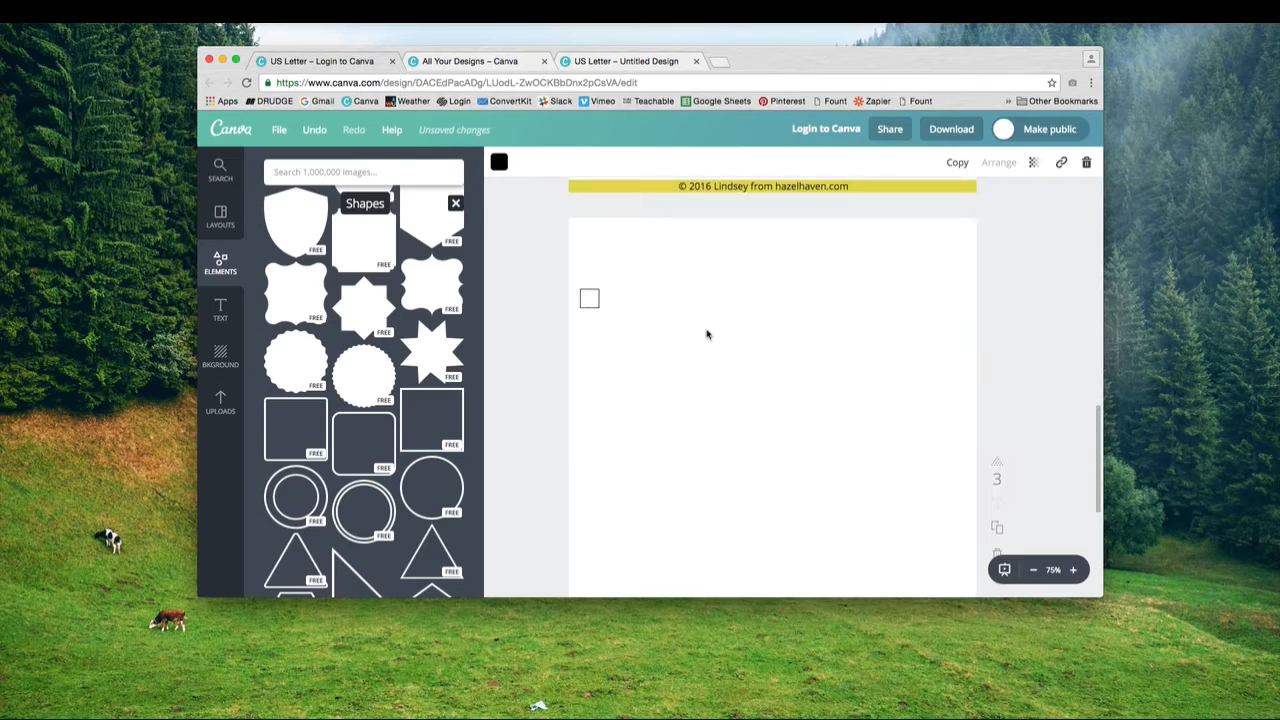 US Letter – Login to Canva
All Your Designs – Canva
US Letter – Untitled Design
https://www.canva.com/design/DACEdPacADg/LUodL-ZwOCKBbDnx2pCsVA/edit
Apps DRUDGE Gmail Canva Weather Login ConvertKit Slack Vimeo Teachable Google Sheets Pinterest Fount Zapier Fount » Other Bookmarks
Canva File Undo Redo Help Unsaved changes Login to Canva Share Download Make public
SEARCH
Search 1,000,000 images...
Copy Arrange
© 2016 Lindsey from hazelhaven.com
Shapes
LAYOUTS
FREE
FREE
FREE
ELEMENTS
FREE
FREE
FREE
TEXT
FREE
FREE
FREE
BKGROUND
UPLOADS
FREE
FREE
FREE
FREE
FREE
FREE
FREE
FREE
3
75%